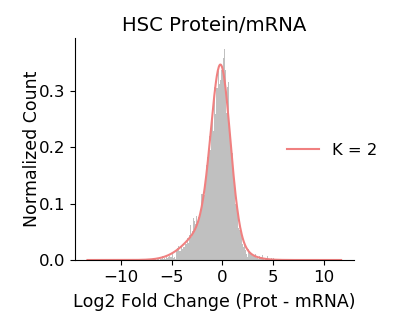 HSC Protein/mRNA
Normalized Count
0.3
0.2
0.1
0.0
K = 2
−10 −5 0 5 10
Log2 Fold Change (Prot - mRNA)